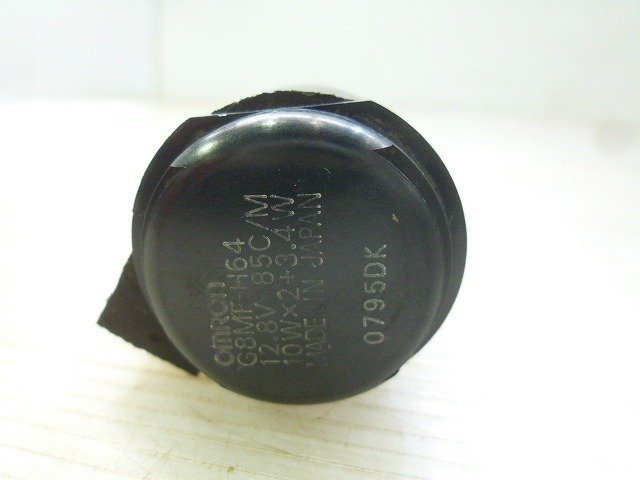 OMRON
G8MF-H64
12.8V 85C/M
10W×2+3.4W
MADE IN JAPAN
0795DK